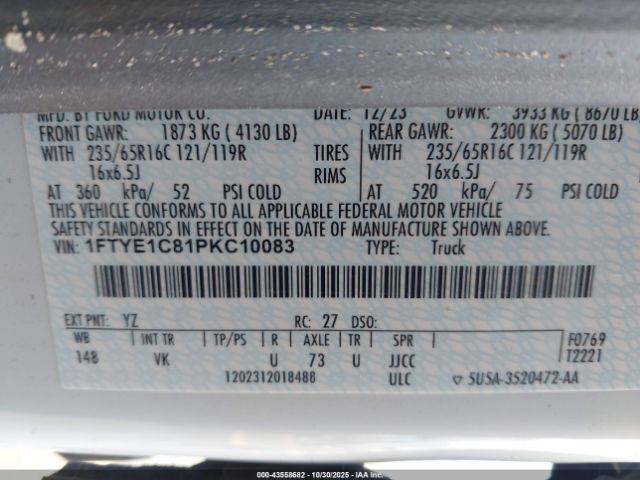 MFD. BY FORD MOTOR CO. DATE: 12/23 GVWR: 3933 KG ( 8670 LB)
FRONT GAWR: 1873 KG ( 4130 LB) REAR GAWR: 2300 KG ( 5070 LB)
WITH 235/65R16C 121/119R TIRES WITH 235/65R16C 121/119R
16x6.5J RIMS 16x6.5J
AT 360 kPa/ 52 PSI COLD AT 520 kPa/ 75 PSI COLD
THIS VEHICLE CONFORMS TO ALL APPLICABLE FEDERAL MOTOR VEHICLE
SAFETY STANDARDS IN EFFECT ON THE DATE OF MANUFACTURE SHOWN ABOVE.
VIN: 1FTYE1C81PKC10083 TYPE: Truck
EXT PNT: YZ RC: 27 DSO:
WB INT TR TP/PS R AXLE TR SPR F0769
148 VK U 73 U JJCC T2221
1202312018488 ULC ▽ 5USA-3520472-AA
000-43558682 - 10/30/2025 - IAA Inc.